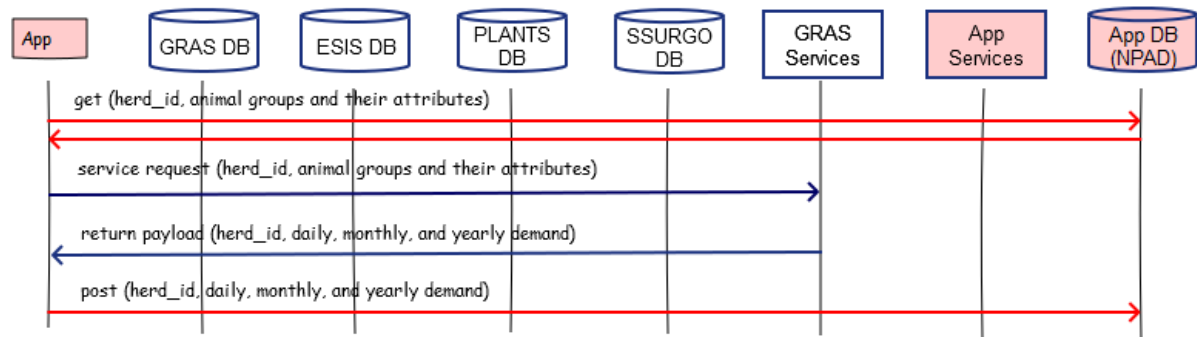 App
GRAS DB
ESIS DB
PLANTS
DB
SSURGO
DB
GRAS
Services
App
Services
App DB
(NPAD)
get (herd_id, animal groups and their attributes)
service request (herd_id, animal groups and their attributes)
return payload (herd_id, daily, monthly, and yearly demand)
post (herd_id, daily, monthly, and yearly demand)